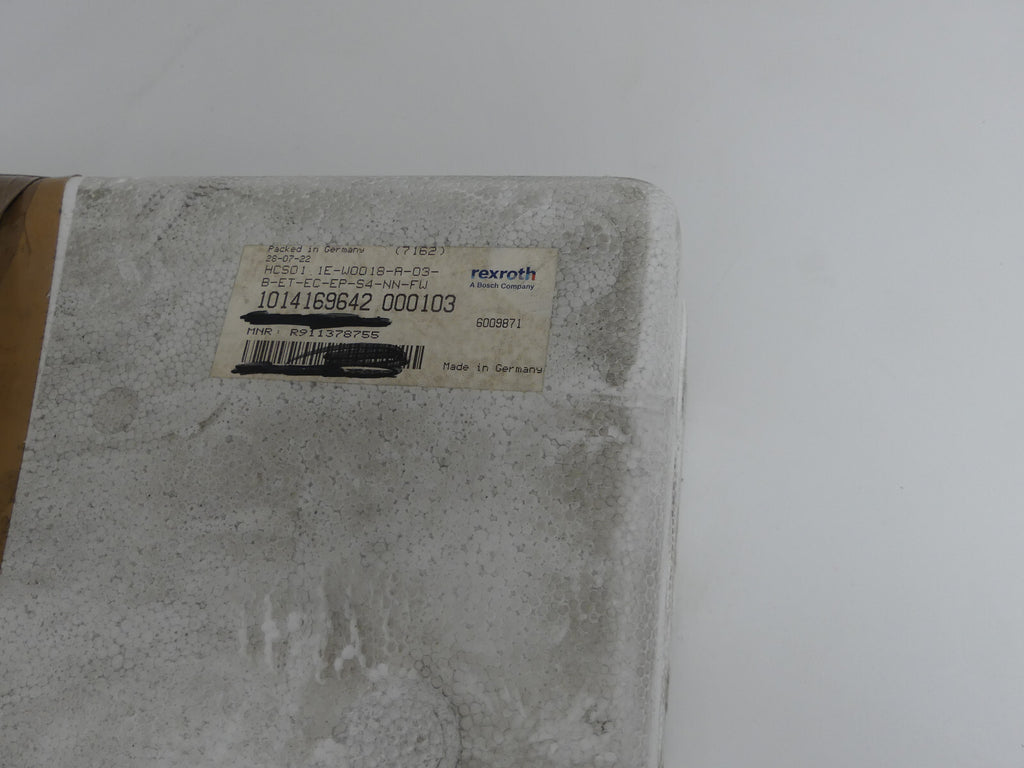 Packed in Germany (7162)
28-07-22
HCS01.1E-W0018-A-03-
B-ET-EC-EP-S4-NN-FW
rexroth
A Bosch Company
1014169642 000103
6009871
MNR: R911378755
Made in Germany